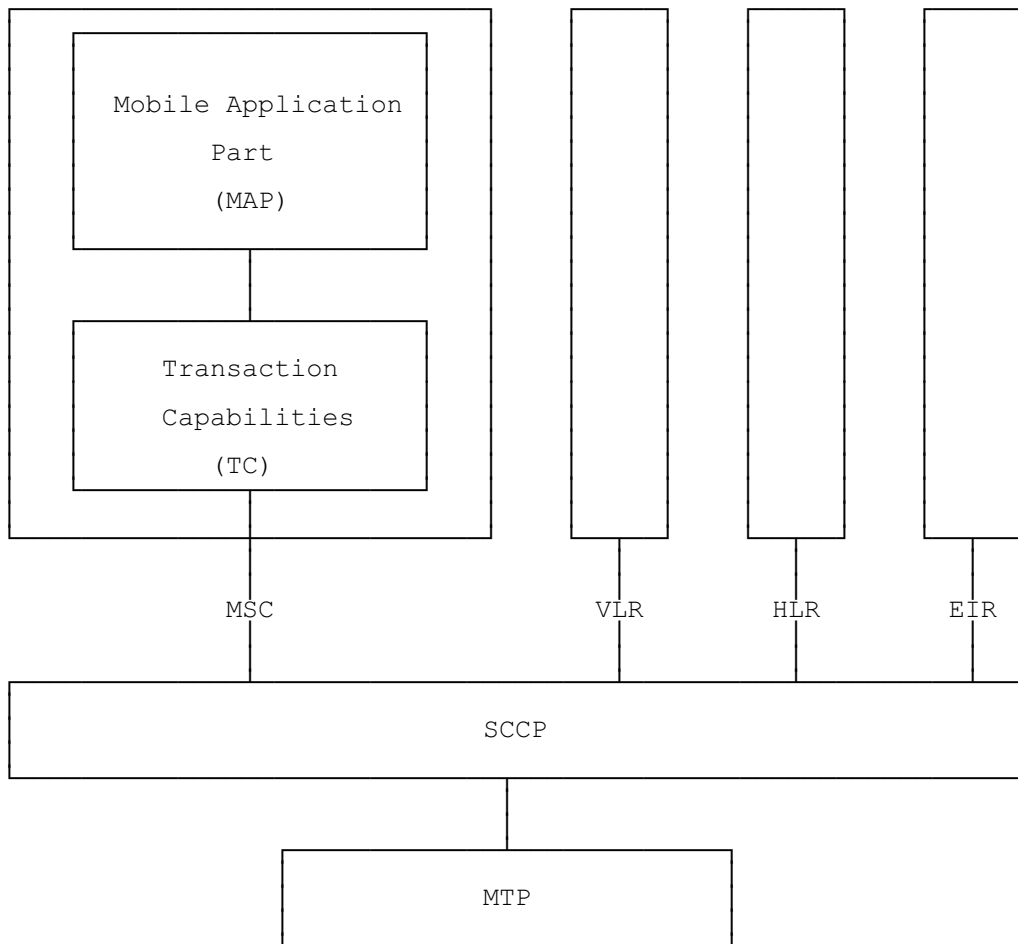 Mobile Application
Part
(MAP)
Transaction
Capabilities
(TC)
MSC VLR HLR EIR
SCCP
MTP